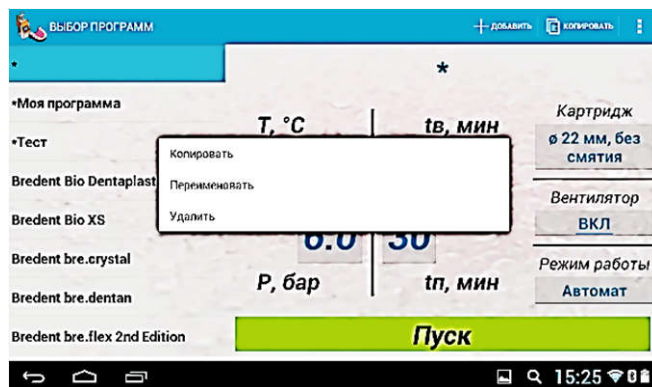 ВЫБОР ПРОГРАММ
ДОБАВИТЬ
КОПИРОВАТЬ
*
*
*Моя программа
*Тест
Bredent Bio Dentaplast
Bredent Bio XS
Bredent bre.crystal
Bredent bre.dentan
Bredent bre.flex 2nd Edition
T, °C
tв, мин
Копировать
Переименовать
Удалить
6.0
30
P, бар
tп, мин
Картридж
ø 22 мм, без
смятия
Вентилятор
ВКЛ
Режим работы
Автомат
Пуск
15:25